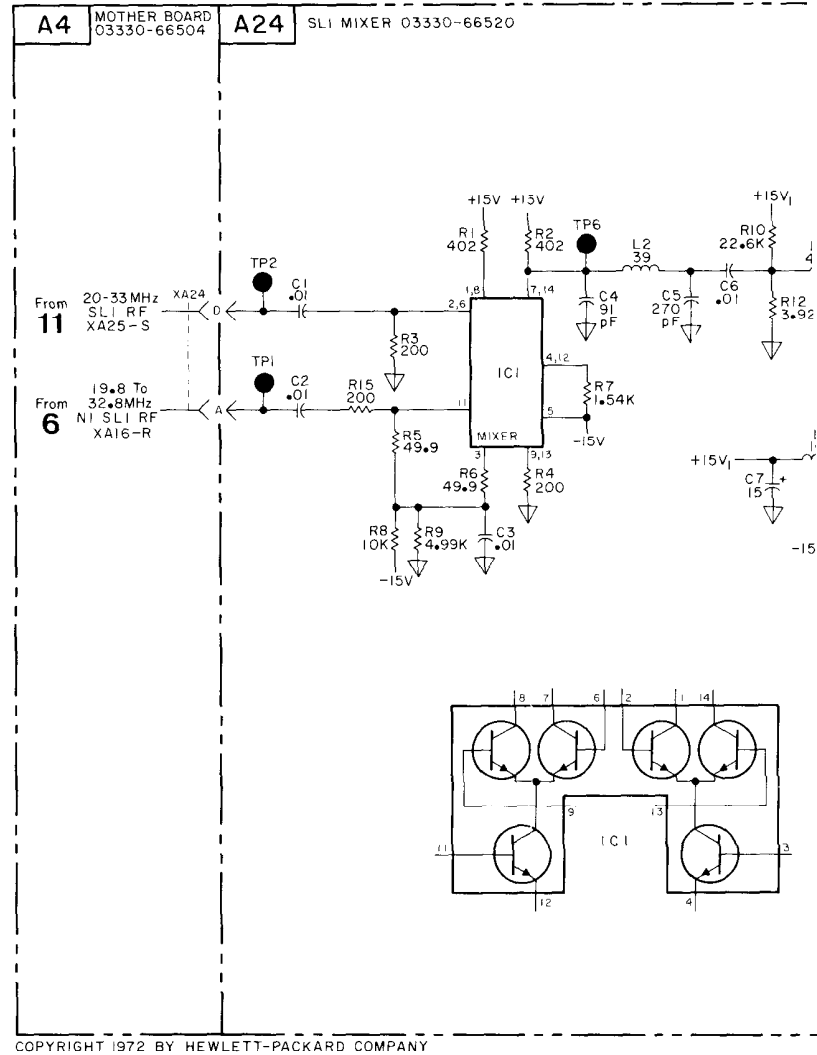 A4
MOTHER BOARD
03330-66504
A24
SLI MIXER 03330-66520
+15V
+15V
+15V₁
R1
402
R2
402
TP6
L2
39
R10
22.6K
TP2
C1
.01
C4
91
pF
C5
270
pF
C6
.01
R12
3.92
From
11
20-33MHz
SLI RF
XA25-S
XA24
D
1,8
7,14
2,6
R3
200
TP1
C2
.01
R15
200
IC1
4,12
R7
1.54K
From
6
19.8 To
32.8MHz
N1 SLI RF
XA16-R
A
11
5
-15V
MIXER
R5
49.9
3
9,13
R6
49.9
R4
200
+15V₁
C7
15
+
R8
10K
R9
4.99K
C3
.01
-15V
-15
8
7
6
2
1
14
9
13
IC1
11
3
12
4
COPYRIGHT 1972 BY HEWLETT-PACKARD COMPANY